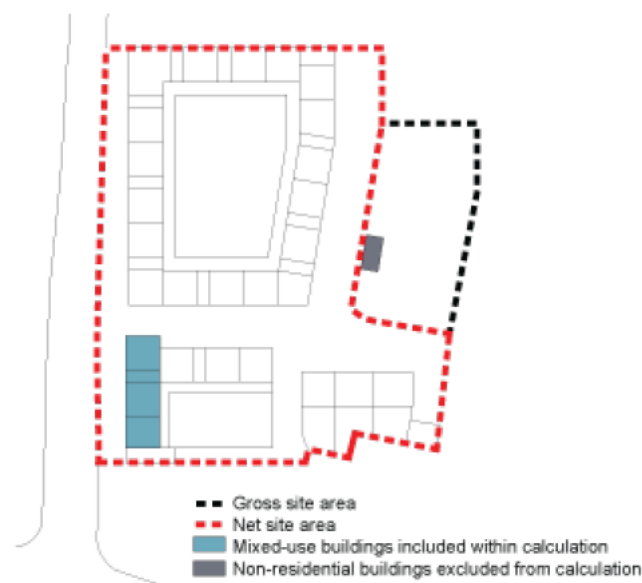 Gross site area
Net site area
Mixed-use buildings included within calculation
Non-residential buildings excluded from calculation